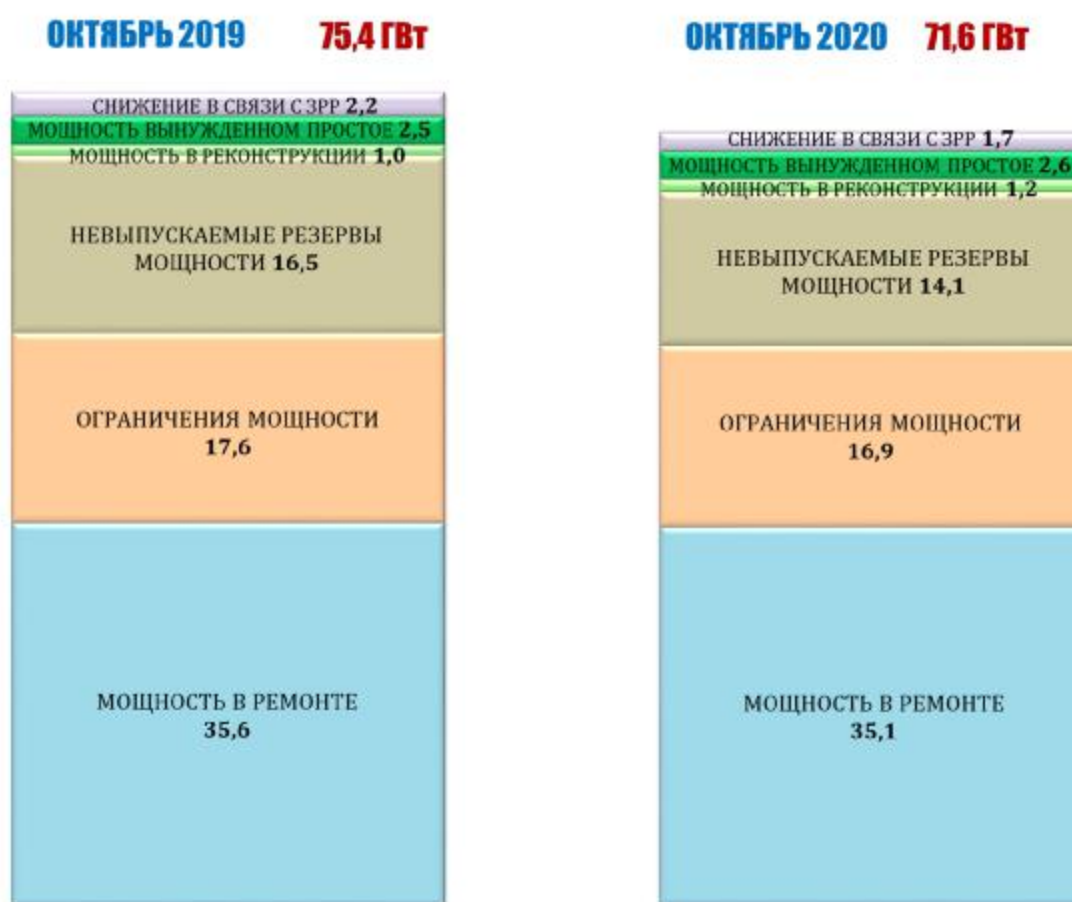 ОКТЯБРЬ 2019 75,4 ГВт
СНИЖЕНИЕ В СВЯЗИ С ЗРР 2,2
МОЩНОСТЬ ВЫНУЖДЕННОМ ПРОСТОЕ 2,5
МОЩНОСТЬ В РЕКОНСТРУКЦИИ 1,0
НЕВЫПУСКАЕМЫЕ РЕЗЕРВЫ
МОЩНОСТИ 16,5
ОГРАНИЧЕНИЯ МОЩНОСТИ
17,6
МОЩНОСТЬ В РЕМОНТЕ
35,6
ОКТЯБРЬ 2020 71,6 ГВт
СНИЖЕНИЕ В СВЯЗИ С ЗРР 1,7
МОЩНОСТЬ ВЫНУЖДЕННОМ ПРОСТОЕ 2,6
МОЩНОСТЬ В РЕКОНСТРУКЦИИ 1,2
НЕВЫПУСКАЕМЫЕ РЕЗЕРВЫ
МОЩНОСТИ 14,1
ОГРАНИЧЕНИЯ МОЩНОСТИ
16,9
МОЩНОСТЬ В РЕМОНТЕ
35,1